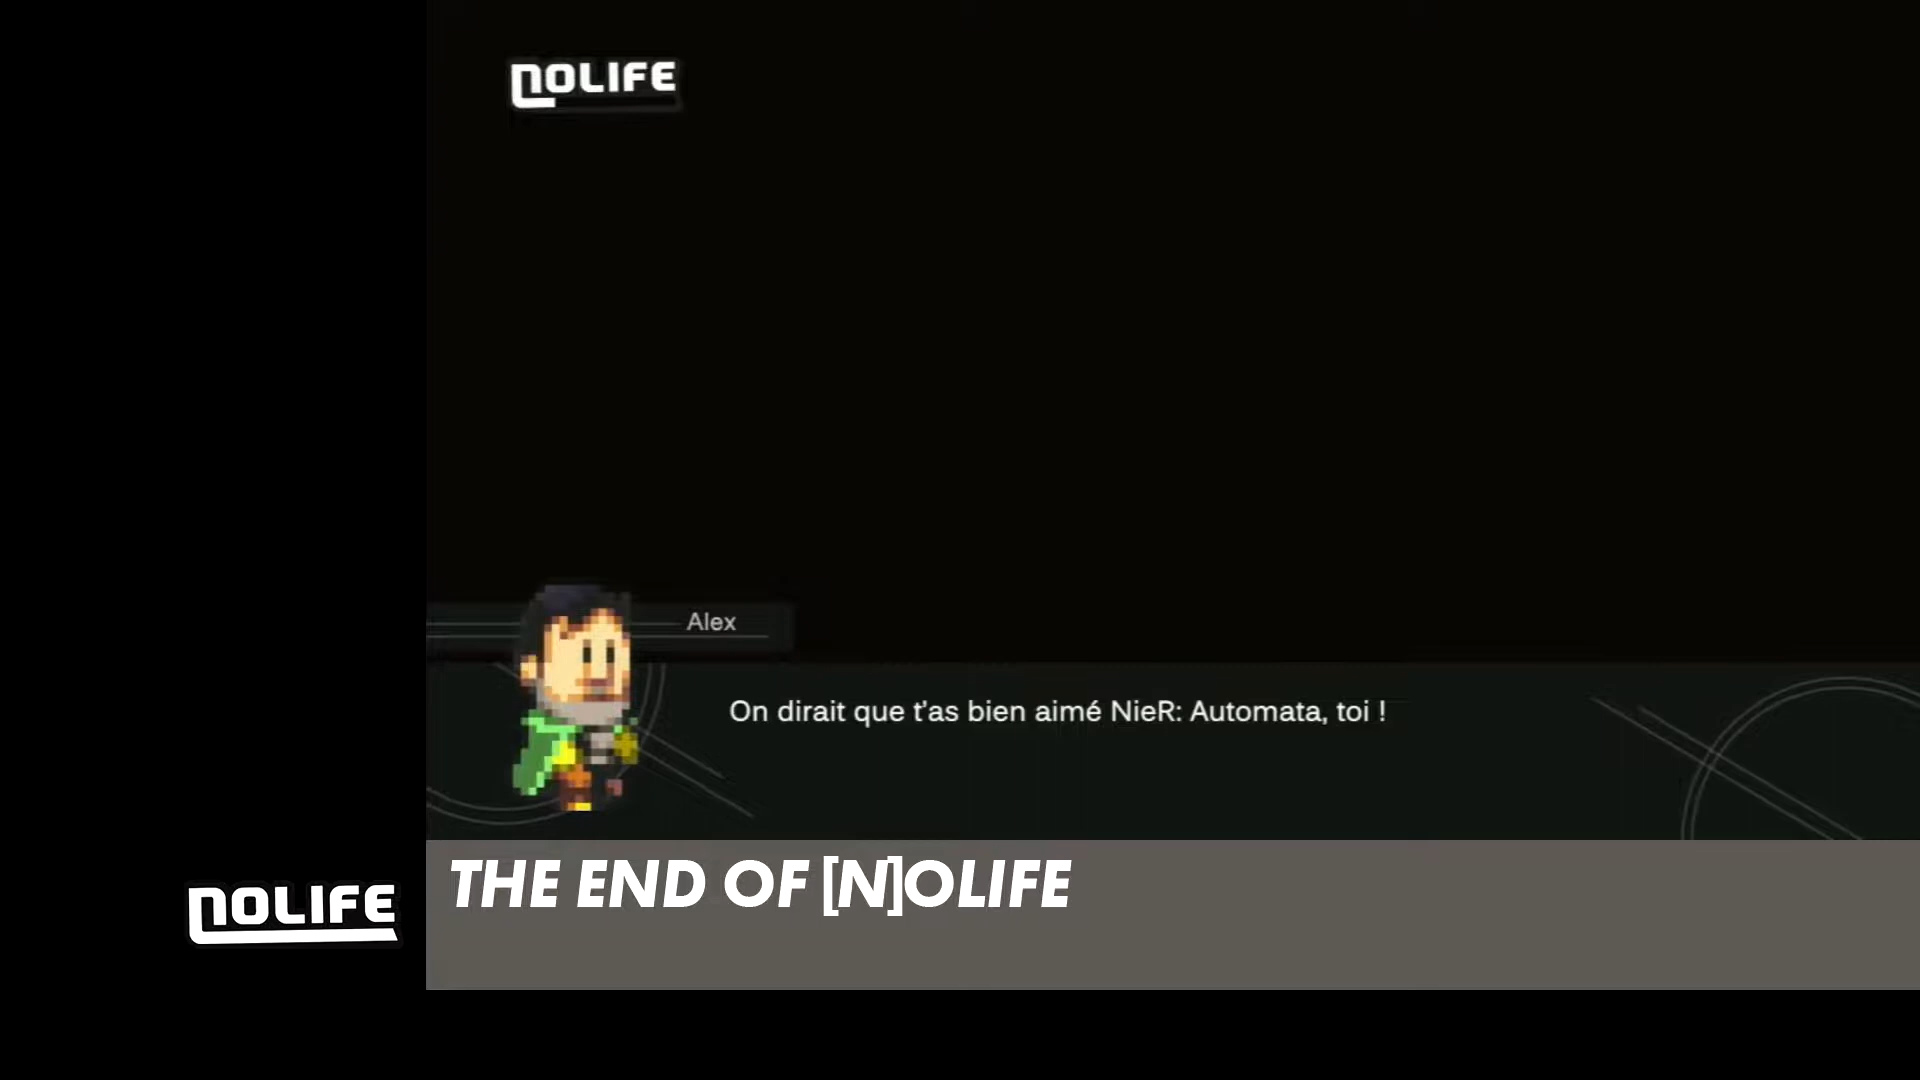 NOLIFE
Alex
On dirait que t'as bien aimé NieR: Automata, toi !
NOLIFE
THE END OF [N]OLIFE